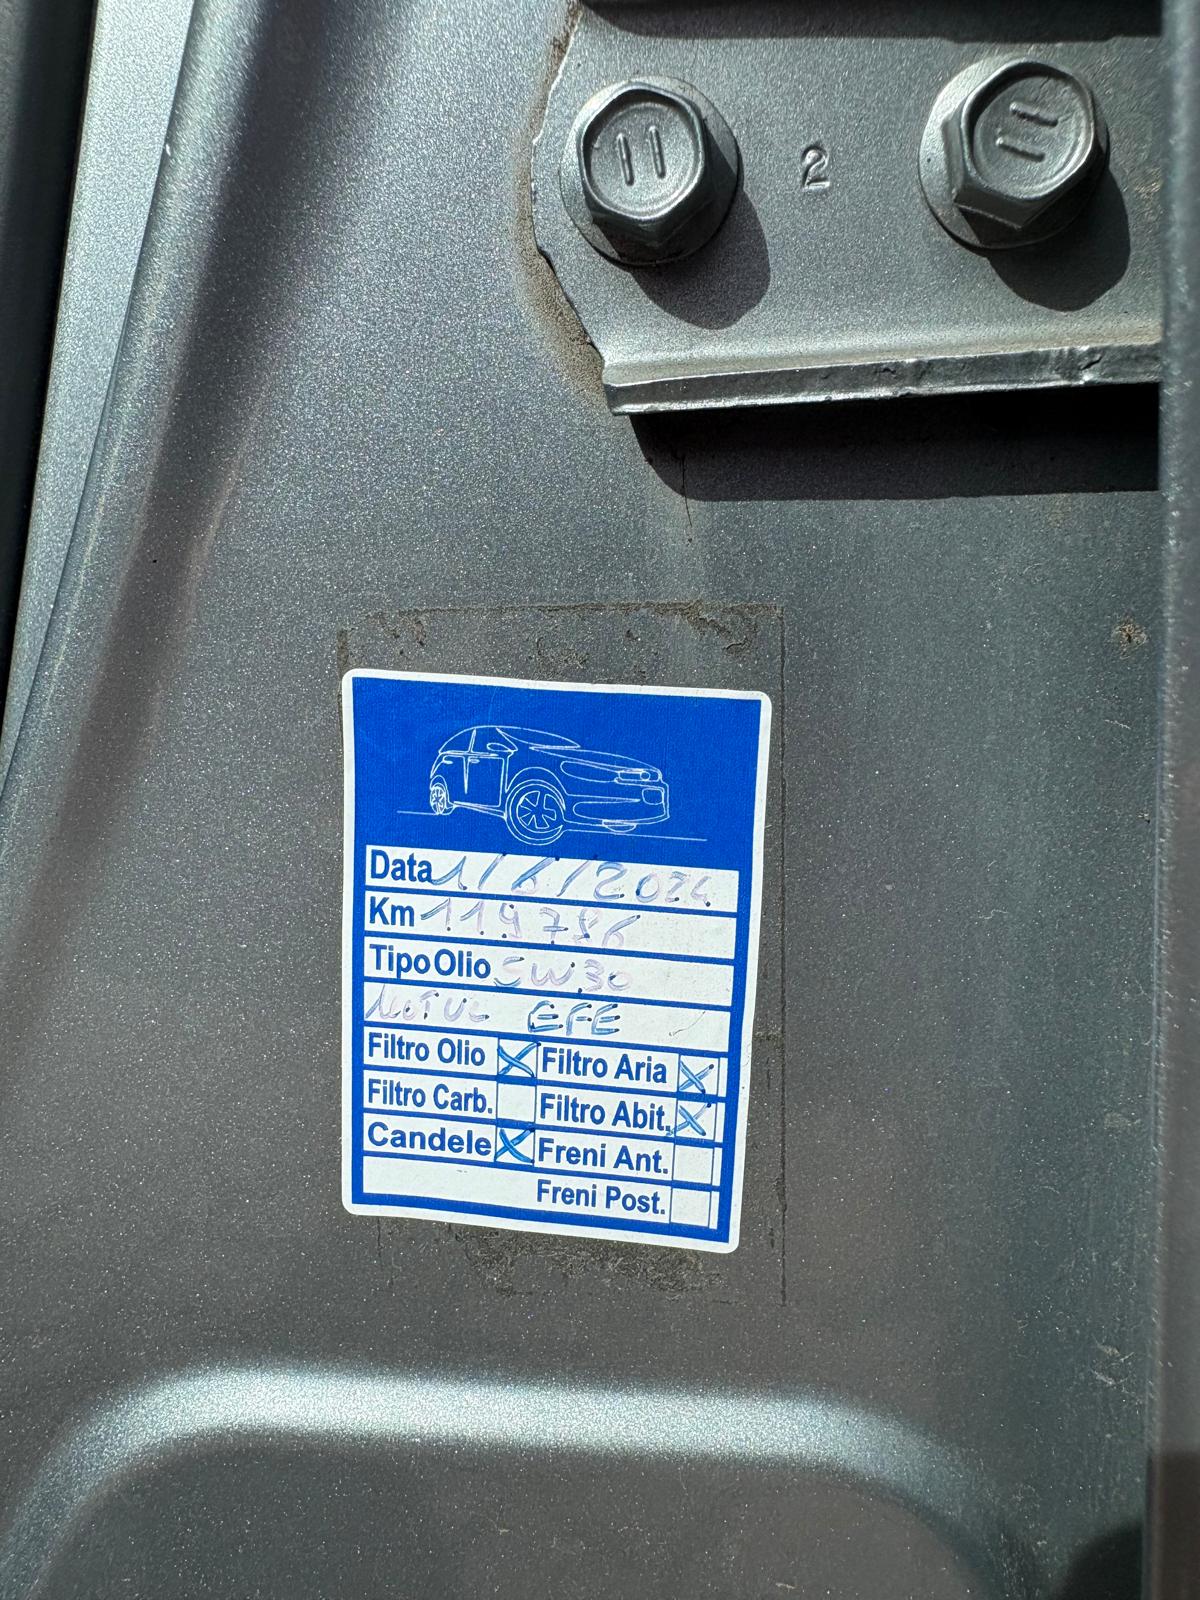 2
Data 1/6/2024
Km 119786
Tipo Olio 5W30
MOTUL EFE
Filtro Olio X Filtro Aria X
Filtro Carb. Filtro Abit. X
Candele X Freni Ant.
Freni Post.